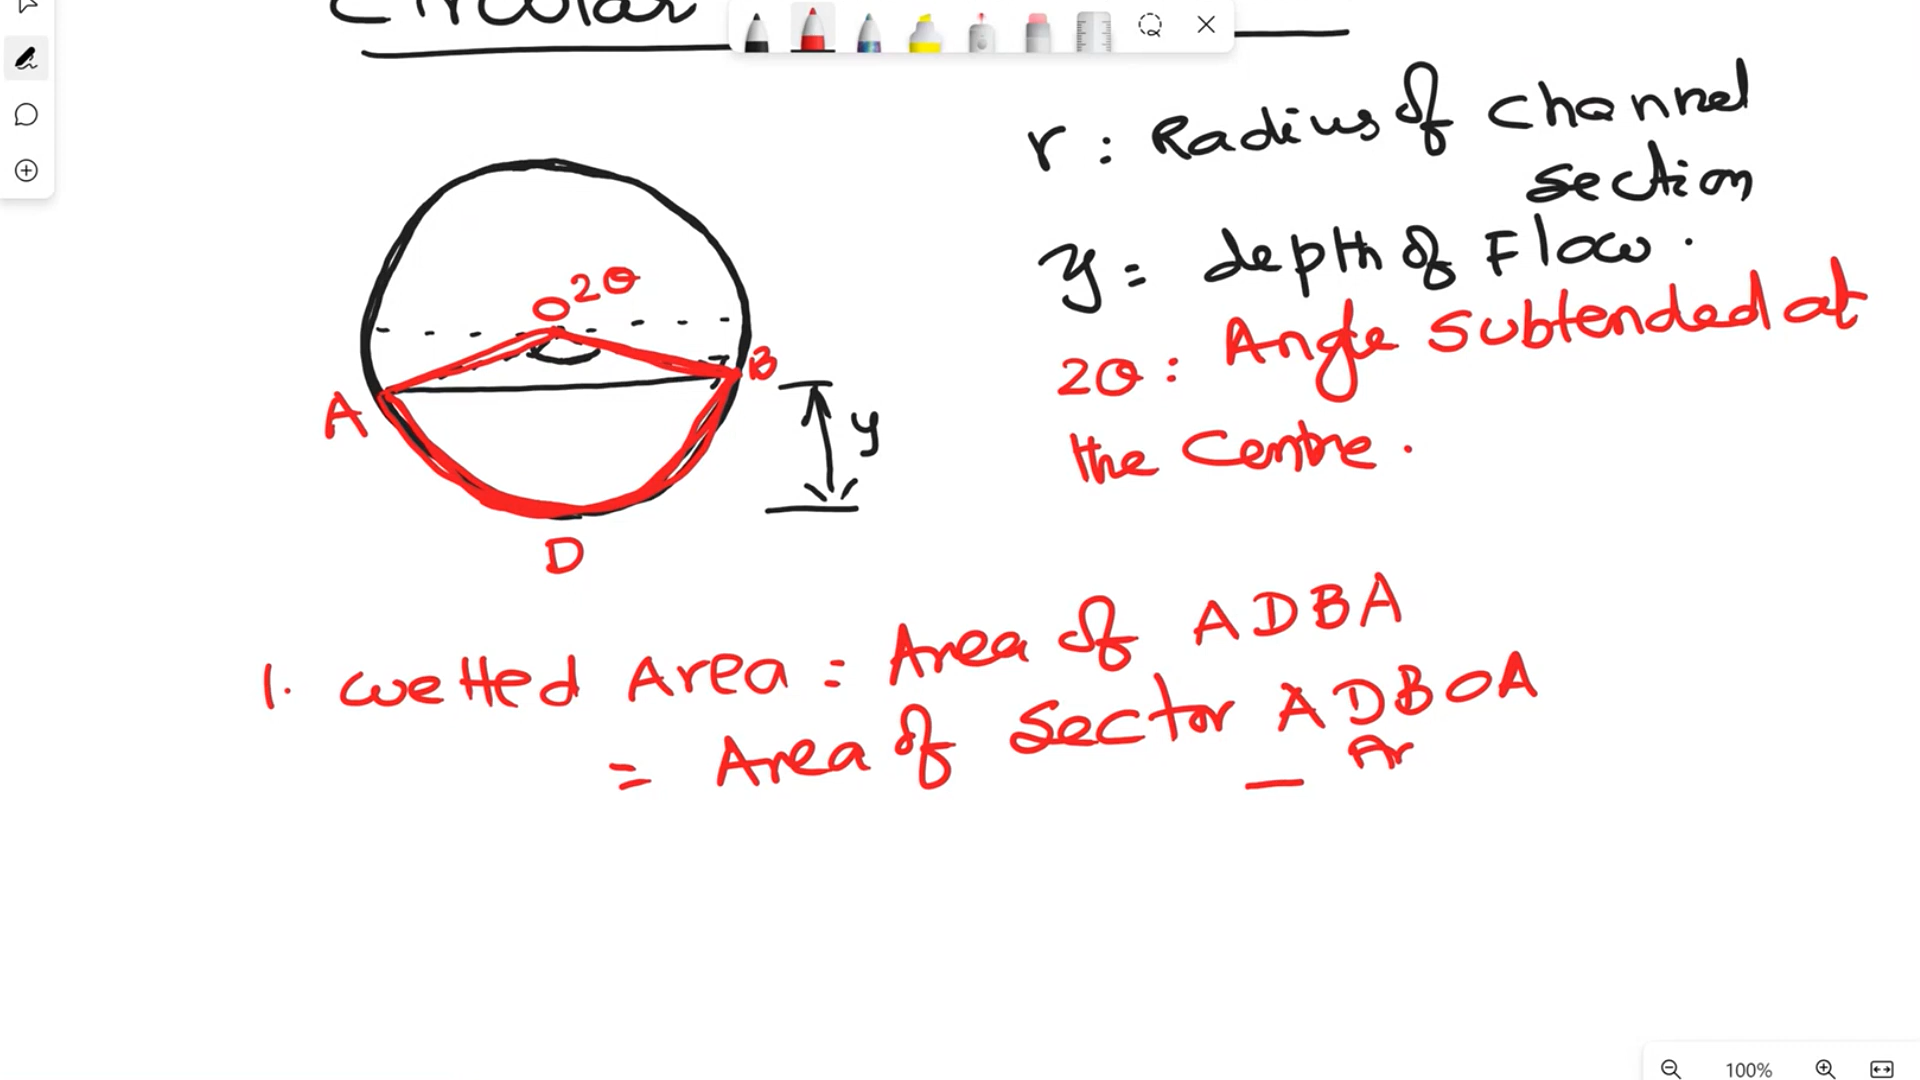 Circular
r : Radius of channel
section
y = depth of Flow.
2θ : Angle subtended at
the Centre.
O 2θ
A
B
y
D
1. wetted Area = Area of ADBA
= Area of sector ADBOA
— Ar
100%